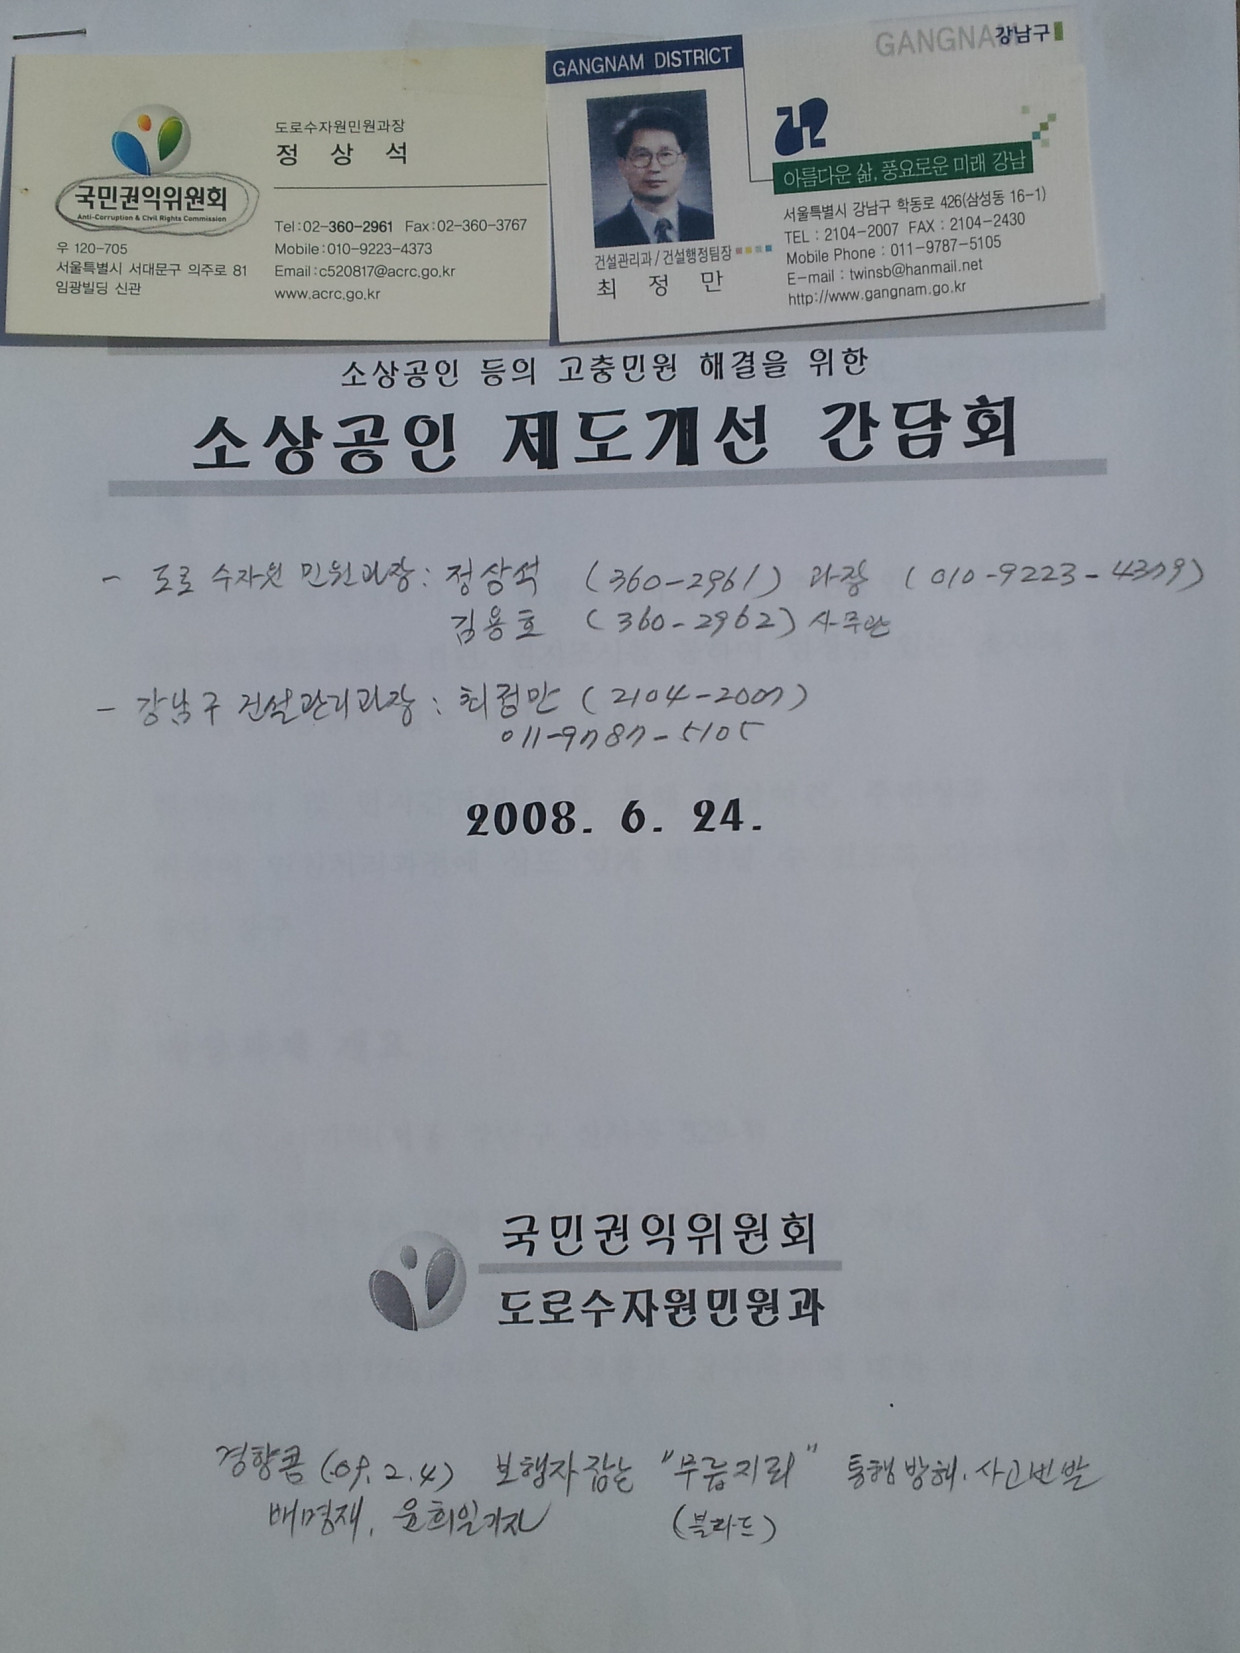 도로수자원민원과장
정 상 석
국민권익위원회
Anti-Corruption & Civil Rights Commission
우 120-705
서울특별시 서대문구 의주로 81
임광빌딩 신관
Tel:02-360-2961 Fax:02-360-3767
Mobile:010-9223-4373
Email:c520817@acrc.go.kr
www.acrc.go.kr
GANGNAM DISTRICT
GANGNAM 강남구
아름다운 삶, 풍요로운 미래 강남
서울특별시 강남구 학동로 426(삼성동 16-1)
TEL : 2104-2007 FAX : 2104-2430
Mobile Phone : 011-9787-5105
E-mail : twinsb@hanmail.net
http://www.gangnam.go.kr
건설관리과/건설행정팀장
최 정 만
소상공인 등의 고충민원 해결을 위한
소상공인 제도개선 간담회
- 도로 수자원 민원과장: 정상석 (360-2961) 과장 (010-9223-4379)
김용호 (360-2962) 사무관
- 강남구 건설관리과장: 최정만 (2104-2007)
011-9787-5105
2008. 6. 24.
국민권익위원회
도로수자원민원과
경향콤 (09. 2. 4) 보행자 잡는 "무릎지뢰" 통행방해. 사고빈발
배명재, 윤희일기자 (볼라드)